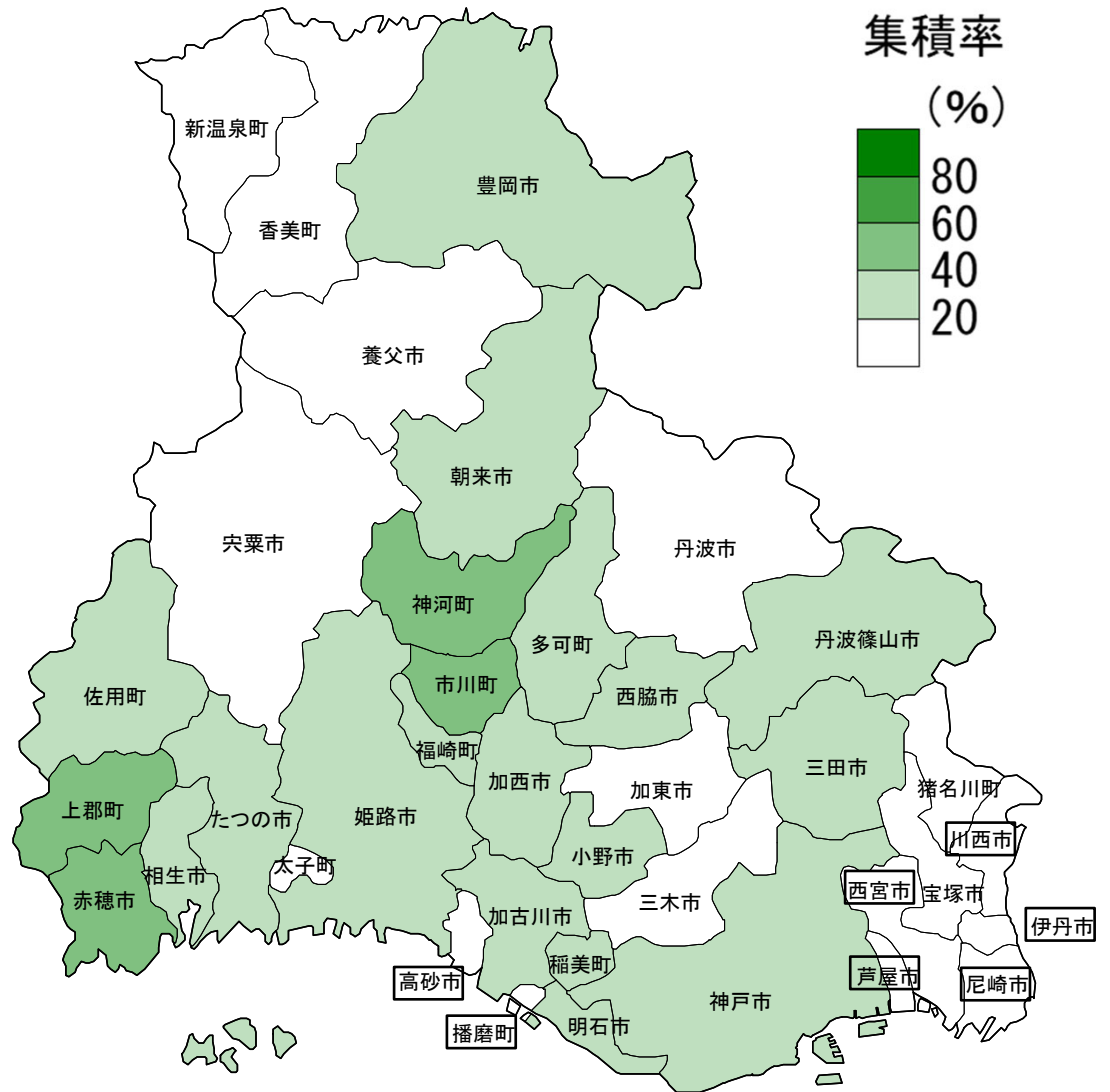 集積率
(%)
80
60
40
20
新温泉町
香美町
豊岡市
養父市
朝来市
宍粟市
丹波市
神河町
多可町
丹波篠山市
市川町
西脇市
佐用町
福崎町
加西市
加東市
三田市
猪名川町
上郡町
たつの市
姫路市
川西市
小野市
太子町
相生市
赤穂市
西宮市
宝塚市
三木市
加古川市
伊丹市
稲美町
高砂市
芦屋市
尼崎市
神戸市
播磨町
明石市